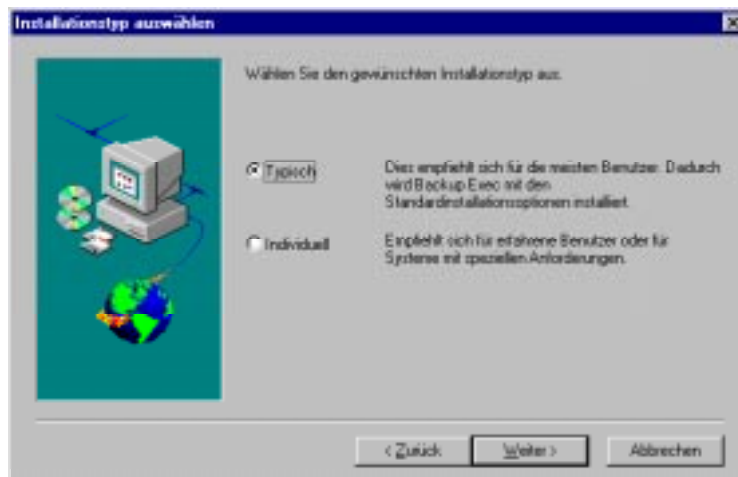 Installationstyp auswählen
Wählen Sie den gewünschten Installationstyp aus.
Typisch
Dies empfiehlt sich für die meisten Benutzer. Dadurch
wird Backup Exec mit den
Standardinstallationsoptionen installiert.
Individuell
Empfiehlt sich für erfahrene Benutzer oder für
Systeme mit speziellen Anforderungen.
< Zurück
Weiter >
Abbrechen